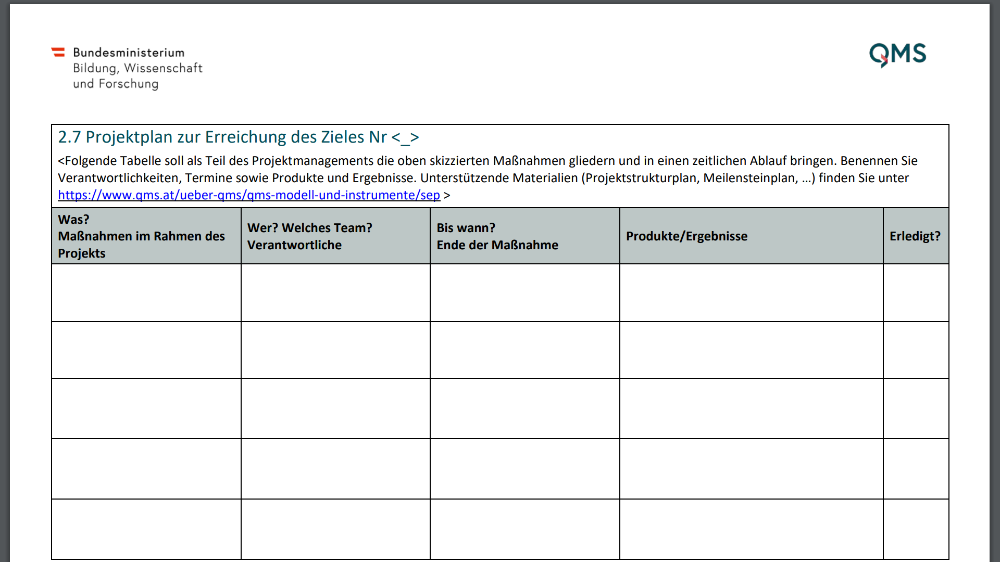 Bundesministerium
Bildung, Wissenschaft
und Forschung
QMS
2.7 Projektplan zur Erreichung des Zieles Nr <_>
<Folgende Tabelle soll als Teil des Projektmanagements die oben skizzierten Maßnahmen gliedern und in einen zeitlichen Ablauf bringen. Benennen Sie
Verantwortlichkeiten, Termine sowie Produkte und Ergebnisse. Unterstützende Materialien (Projektstrukturplan, Meilensteinplan, …) finden Sie unter
https://www.qms.at/ueber-qms/qms-modell-und-instrumente/sep >
Was?
Maßnahmen im Rahmen des
Projekts
Wer? Welches Team?
Verantwortliche
Bis wann?
Ende der Maßnahme
Produkte/Ergebnisse
Erledigt?